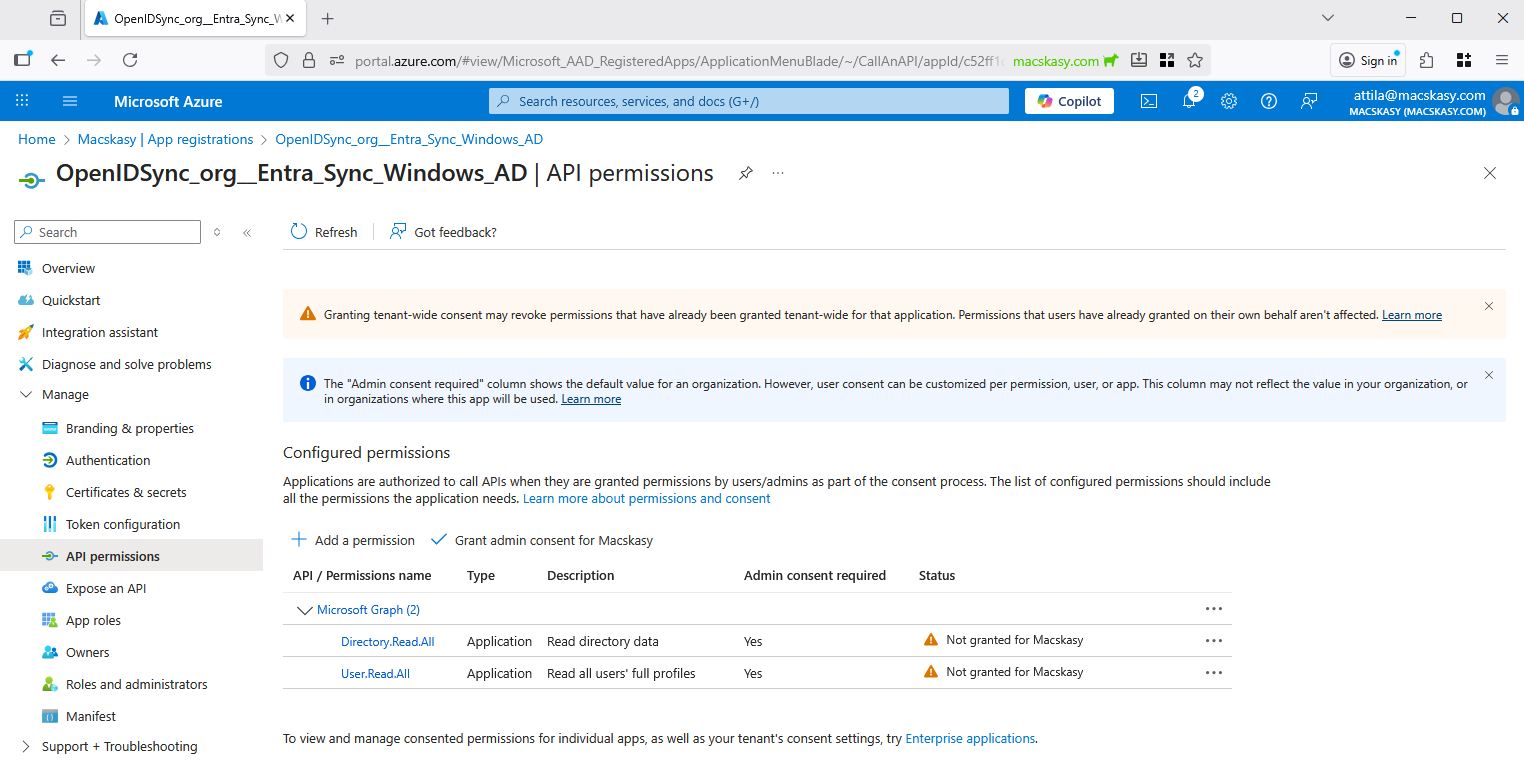 OpenIDSync_org__Entra_Sync_W
portal.azure.com/#view/Microsoft_AAD_RegisteredApps/ApplicationMenuBlade/~/CallAnAPI/appId/c52ff1c
macskasy.com
Sign in
Microsoft Azure
Search resources, services, and docs (G+/)
Copilot
2
attila@macskasy.com
MACSKASY (MACSKASY.COM)
Home > Macskasy | App registrations > OpenIDSync_org__Entra_Sync_Windows_AD
OpenIDSync_org__Entra_Sync_Windows_AD | API permissions
Search
Refresh
Got feedback?
Overview
Quickstart
Integration assistant
Diagnose and solve problems
Manage
Branding & properties
Authentication
Certificates & secrets
Token configuration
API permissions
Expose an API
App roles
Owners
Roles and administrators
Manifest
Support + Troubleshooting
Granting tenant-wide consent may revoke permissions that have already been granted tenant-wide for that application. Permissions that users have already granted on their own behalf aren't affected. Learn more
The "Admin consent required" column shows the default value for an organization. However, user consent can be customized per permission, user, or app. This column may not reflect the value in your organization, or
in organizations where this app will be used. Learn more
Configured permissions
Applications are authorized to call APIs when they are granted permissions by users/admins as part of the consent process. The list of configured permissions should include
all the permissions the application needs. Learn more about permissions and consent
Add a permission
Grant admin consent for Macskasy
API / Permissions name Type Description Admin consent required Status
Microsoft Graph (2)
Directory.Read.All Application Read directory data Yes Not granted for Macskasy
User.Read.All Application Read all users' full profiles Yes Not granted for Macskasy
To view and manage consented permissions for individual apps, as well as your tenant's consent settings, try Enterprise applications.